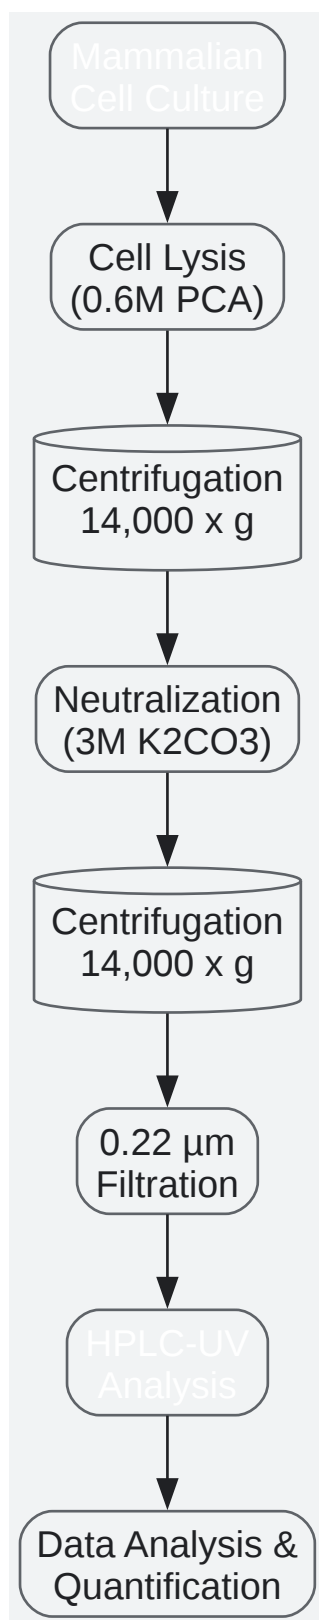 Mammalian
Cell Culture
Cell Lysis
(0.6M PCA)
Centrifugation
14,000 x g
Neutralization
(3M K2CO3)
Centrifugation
14,000 x g
0.22 µm
Filtration
HPLC-UV
Analysis
Data Analysis &
Quantification